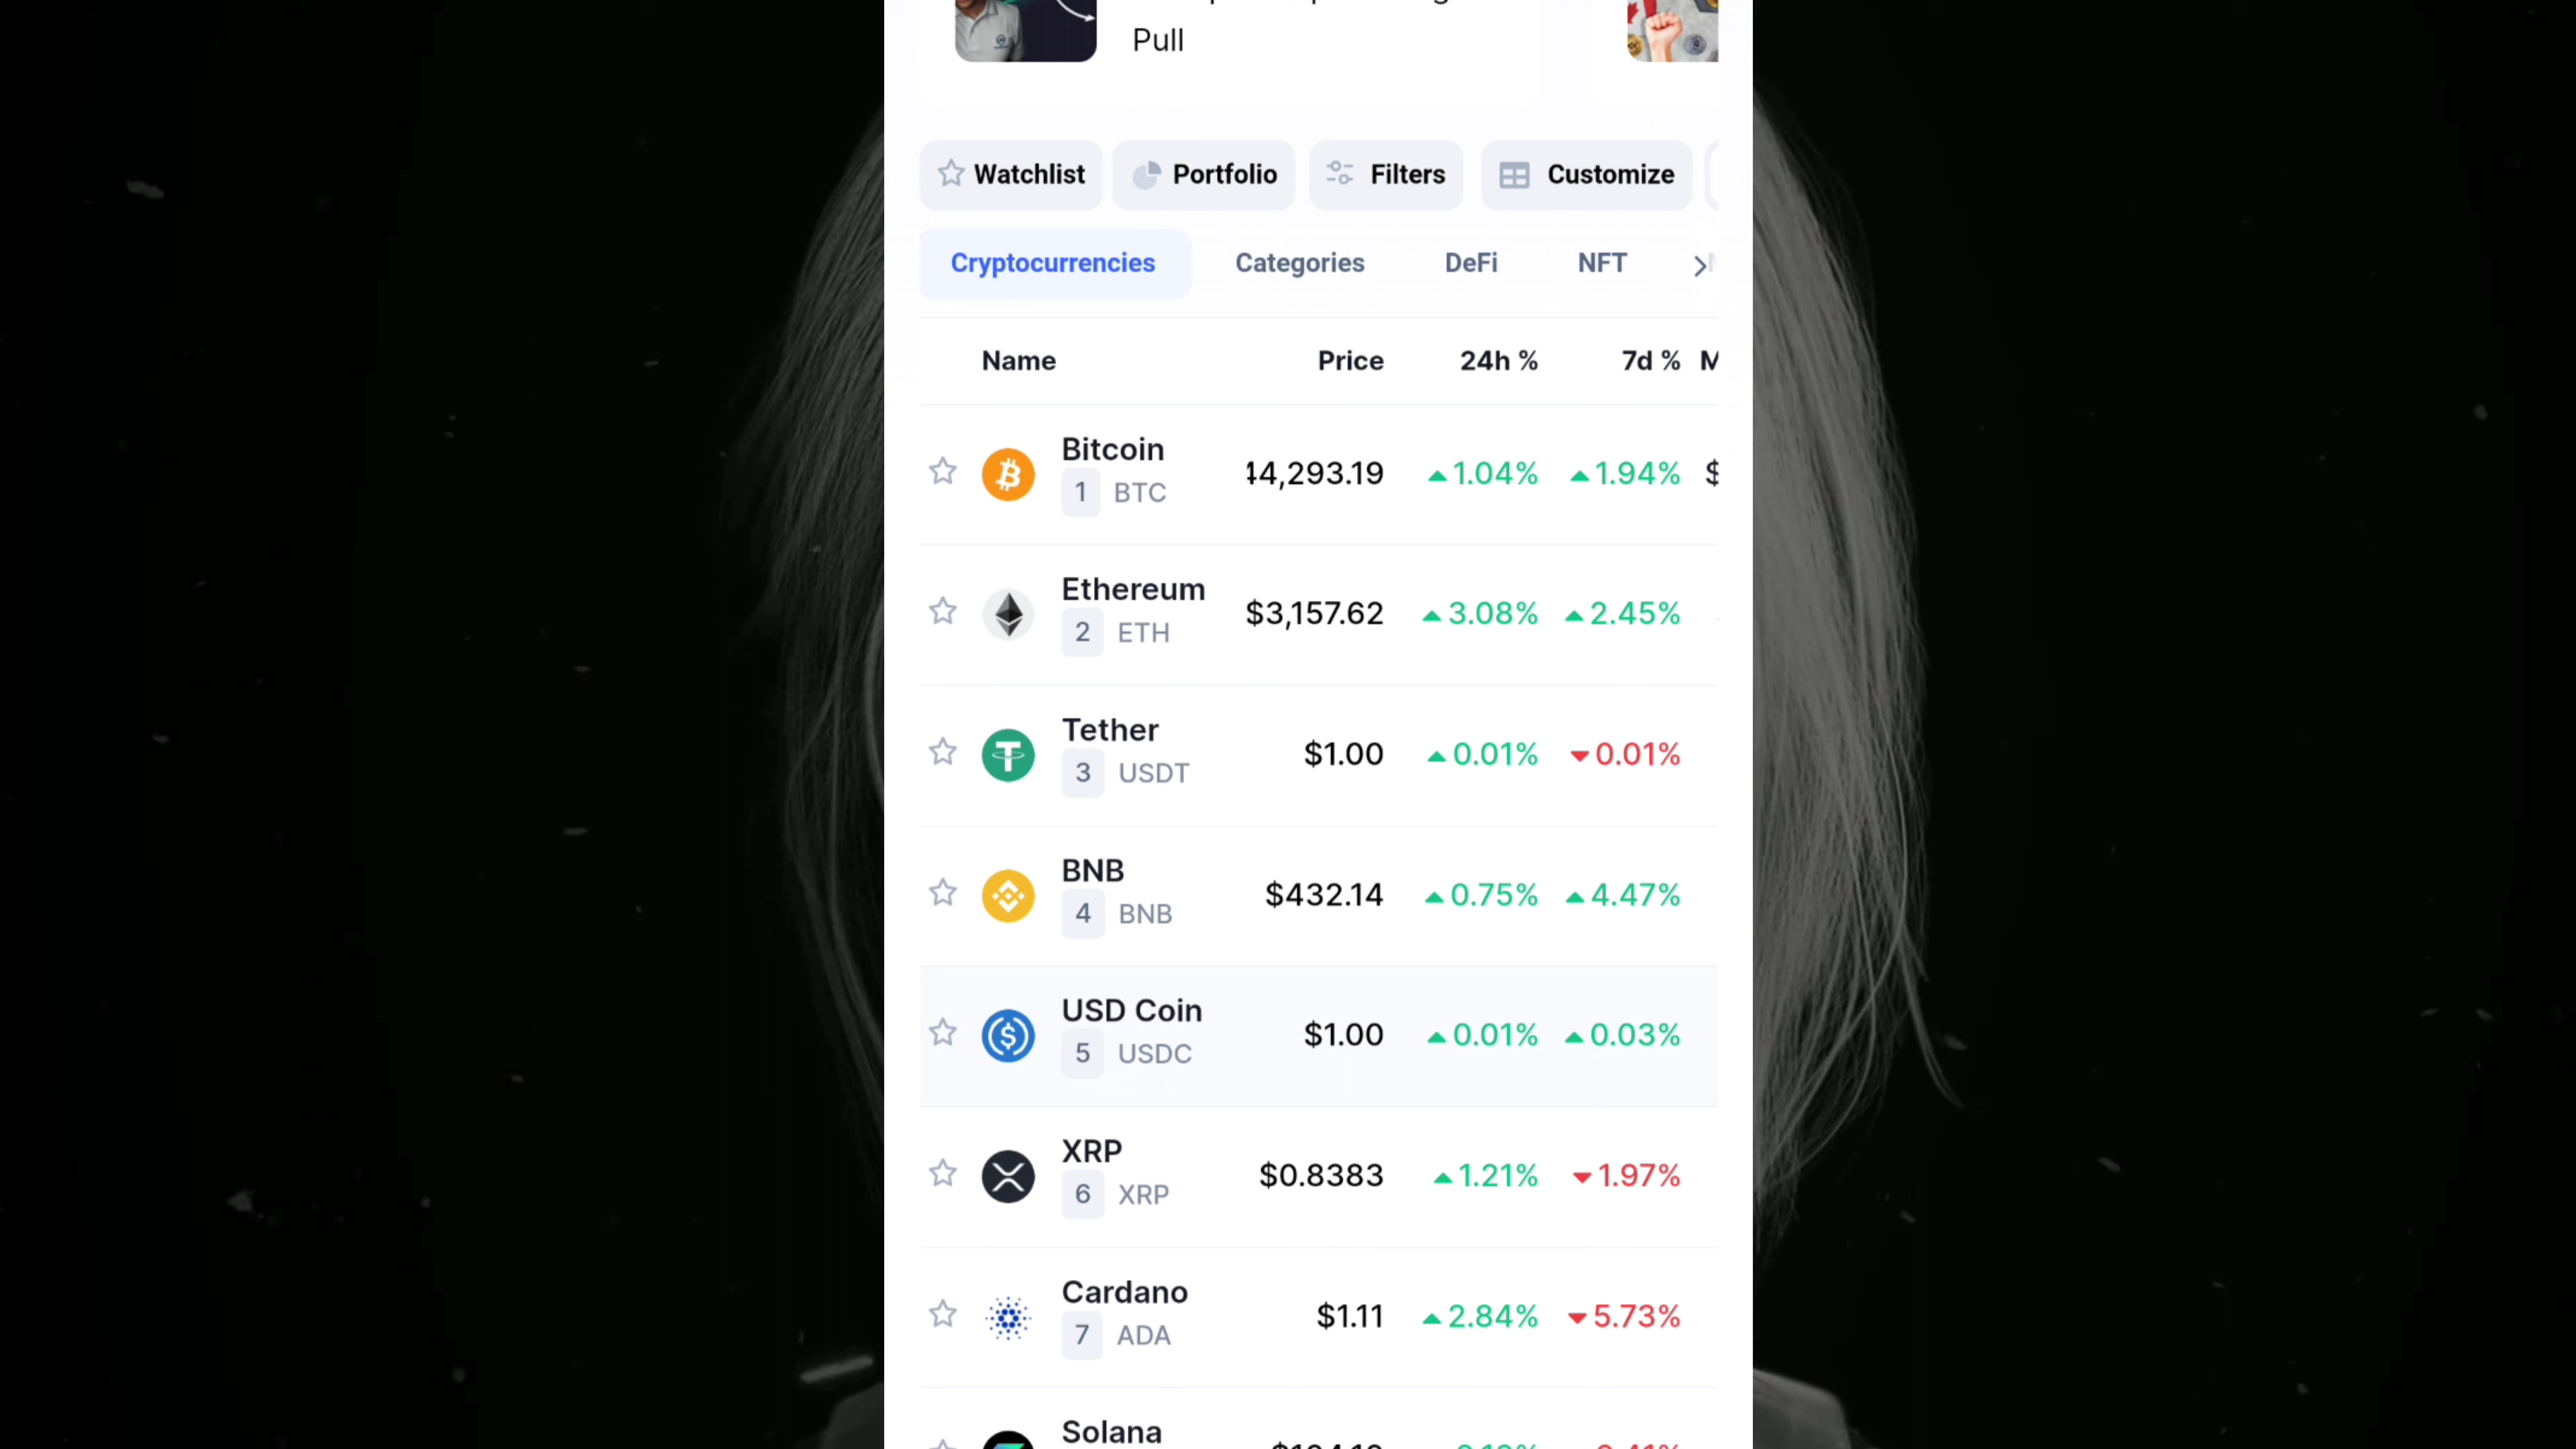 Pull
Watchlist Portfolio Filters Customize
Cryptocurrencies Categories DeFi NFT
Name Price 24h % 7d % M
Bitcoin
1 BTC 44,293.19 1.04% 1.94% $
Ethereum
2 ETH $3,157.62 3.08% 2.45%
Tether
3 USDT $1.00 0.01% 0.01%
BNB
4 BNB $432.14 0.75% 4.47%
USD Coin
5 USDC $1.00 0.01% 0.03%
XRP
6 XRP $0.8383 1.21% 1.97%
Cardano
7 ADA $1.11 2.84% 5.73%
Solana